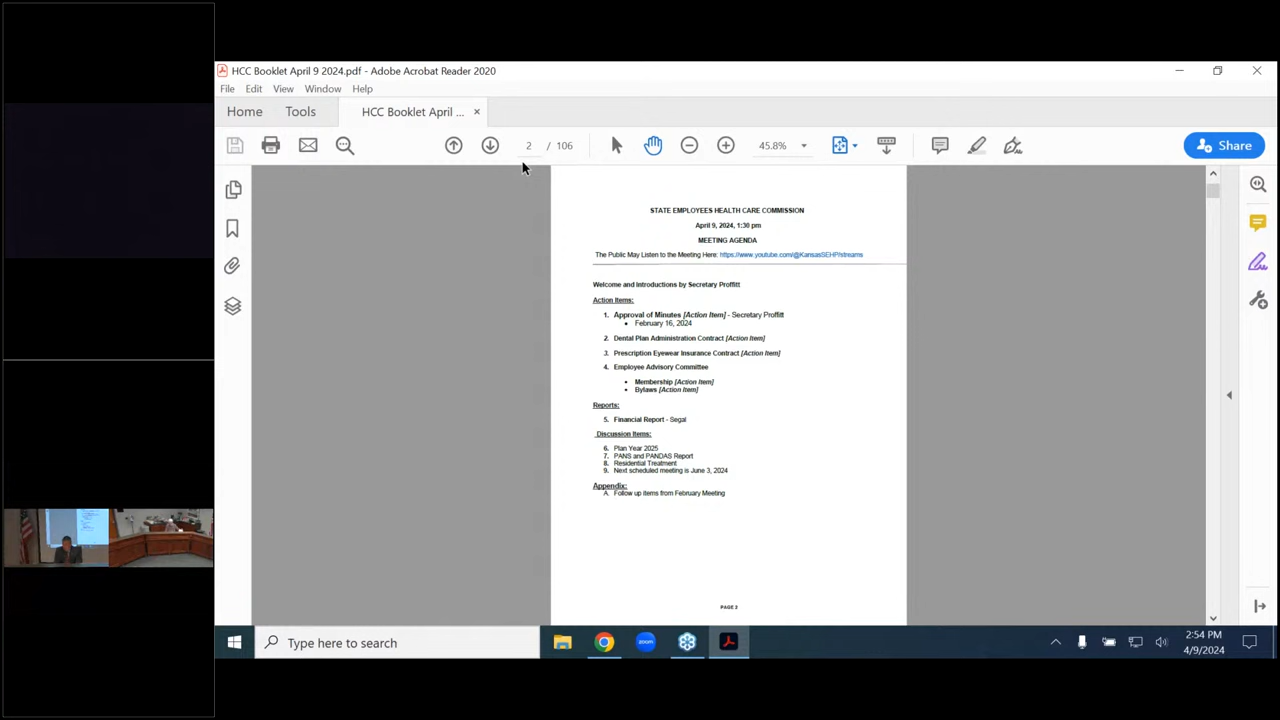 HCC Booklet April 9 2024.pdf - Adobe Acrobat Reader 2020
File Edit View Window Help
Home Tools HCC Booklet April ... ×
2 / 106 45.8% Share
STATE EMPLOYEES HEALTH CARE COMMISSION
April 9, 2024, 1:30 pm
MEETING AGENDA
The Public May Listen to the Meeting Here: https://www.youtube.com/@KansasSEHP/streams
Welcome and Introductions by Secretary Proffitt
Action Items:
1. Approval of Minutes [Action Item] - Secretary Proffitt
• February 16, 2024
2. Dental Plan Administration Contract [Action Item]
3. Prescription Eyewear Insurance Contract [Action Item]
4. Employee Advisory Committee
• Membership [Action Item]
• Bylaws [Action Item]
Reports:
5. Financial Report - Segal
Discussion Items:
6. Plan Year 2025
7. PANS and PANDAS Report
8. Residential Treatment
9. Next scheduled meeting is June 3, 2024
Appendix:
A. Follow up items from February Meeting
PAGE 2
Type here to search
zoom
2:54 PM
4/9/2024